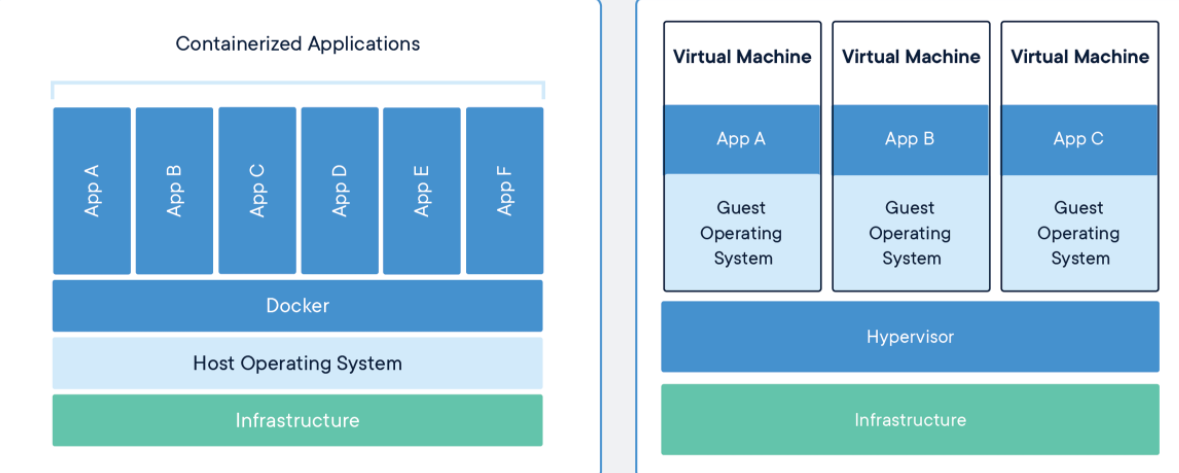 Containerized Applications
App A
App B
App C
App D
App E
App F
Docker
Host Operating System
Infrastructure
Virtual Machine
App A
Guest
Operating
System
Virtual Machine
App B
Guest
Operating
System
Virtual Machine
App C
Guest
Operating
System
Hypervisor
Infrastructure